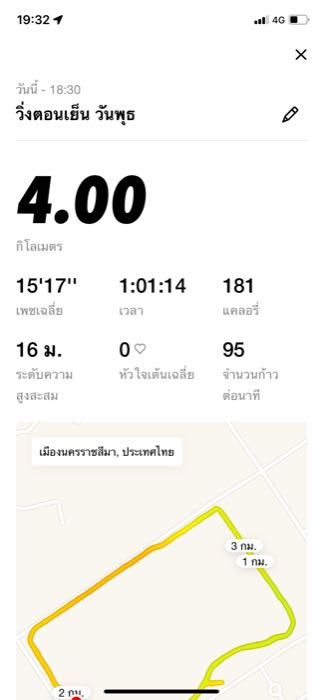 19:32
4G
วันนี้ - 18:30
วิ่งตอนเย็น วันพุธ
4.00
กิโลเมตร
15'17" 1:01:14 181
เพซเฉลี่ย เวลา แคลอรี่
16 ม. 0 95
ระดับความ หัวใจเต้นเฉลี่ย จำนวนก้าว
สูงสะสม ต่อนาที
เมืองนครราชสีมา, ประเทศไทย
3 กม.
1 กม.
2 กม.